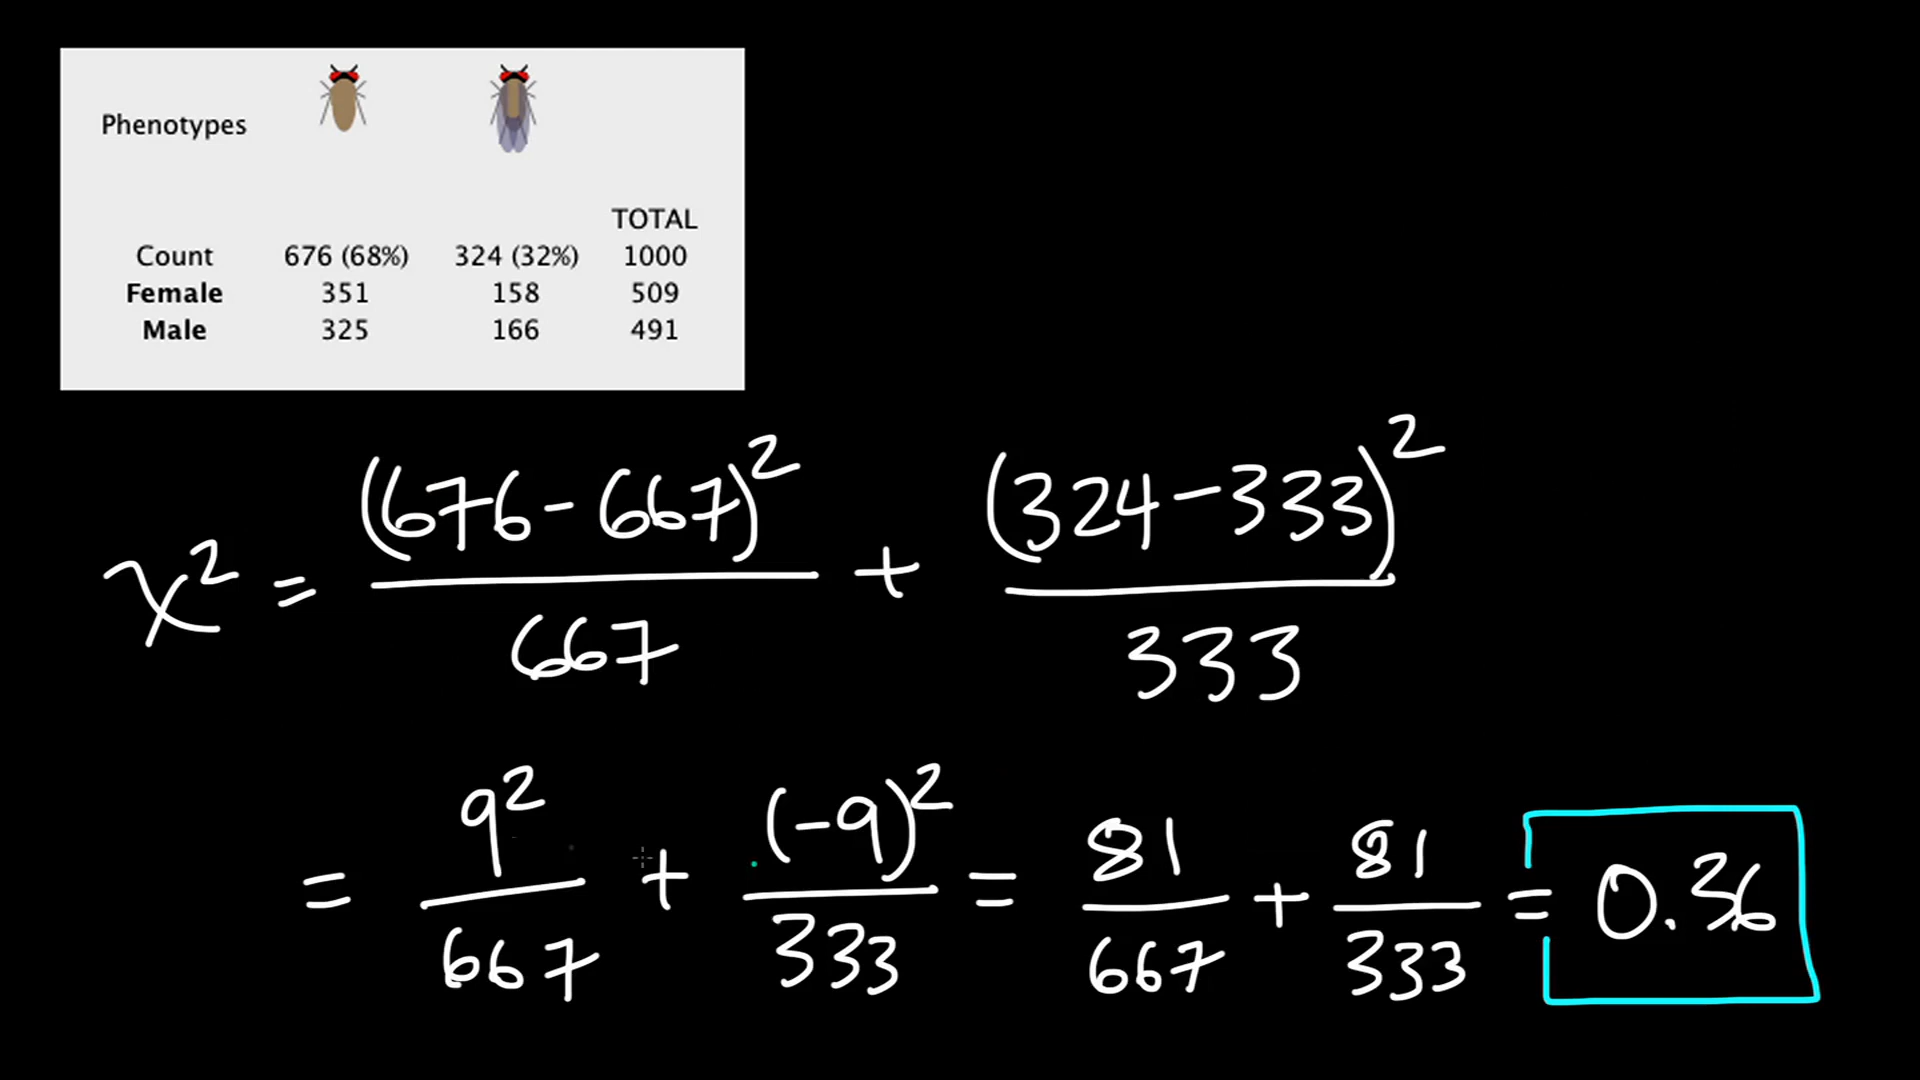 Phenotypes
TOTAL
Count 676 (68%) 324 (32%) 1000
Female 351 158 509
Male 325 166 491
χ² = (676 - 667)² / 667 + (324 - 333)² / 333
= 9² / 667 + (-9)² / 333 = 81 / 667 + 81 / 333 = 0.36